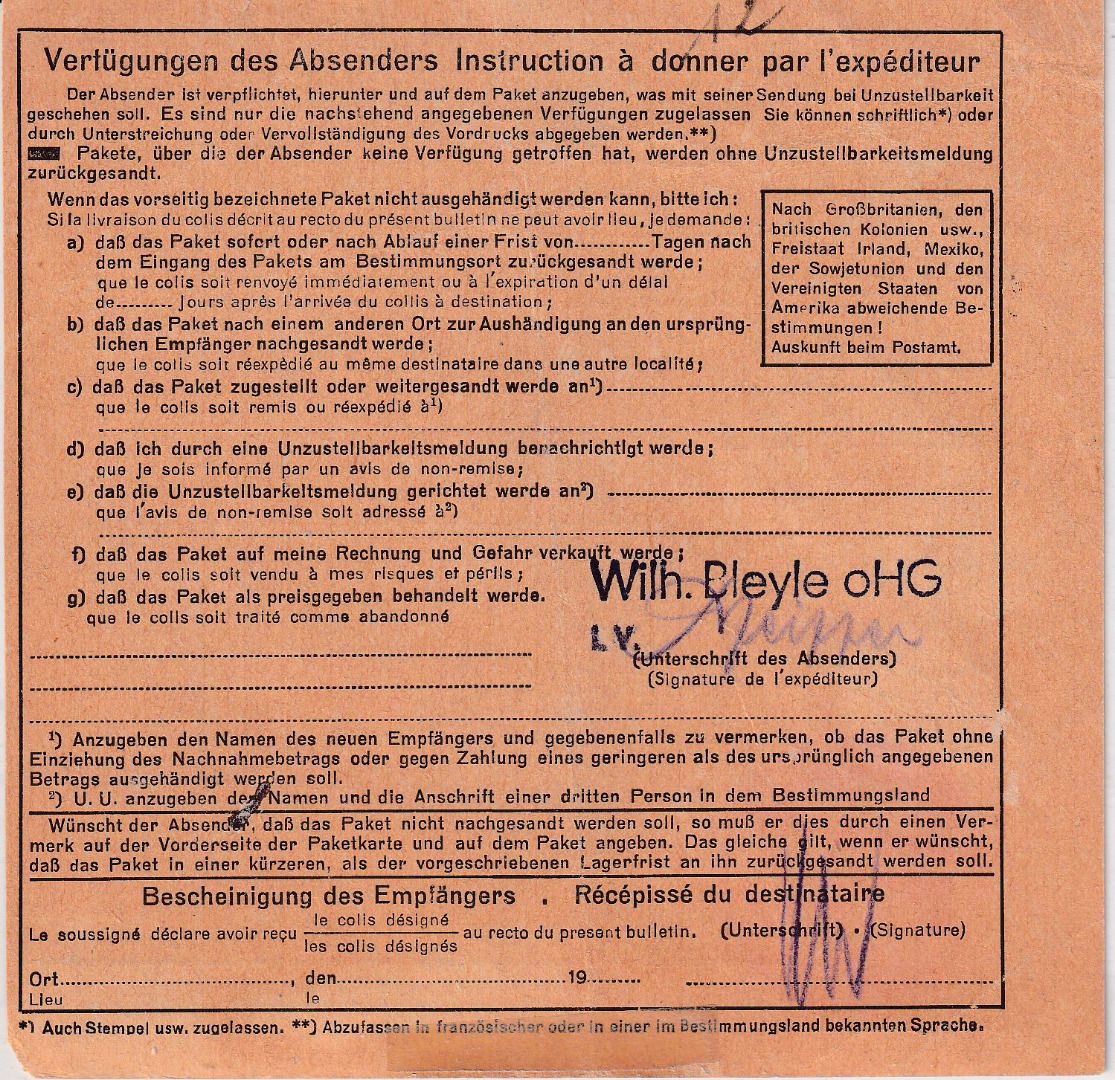 12
Verfügungen des Absenders Instruction à donner par l'expéditeur
Der Absender ist verpflichtet, hierunter und auf dem Paket anzugeben, was mit seiner Sendung bei Unzustellbarkeit
geschehen soll. Es sind nur die nachstehend angegebenen Verfügungen zugelassen Sie können schriftlich*) oder
durch Unterstreichung oder Vervollständigung des Vordrucks abgegeben werden.**)
Pakete, über die der Absender keine Verfügung getroffen hat, werden ohne Unzustellbarkeitsmeldung
zurückgesandt.
Wenn das vorseitig bezeichnete Paket nicht ausgehändigt werden kann, bitte ich:
Si la livraison du colis décrit au recto du présent bulletin ne peut avoir lieu, je demande:
a) daß das Paket sofort oder nach Ablauf einer Frist von...........Tagen nach
dem Eingang des Pakets am Bestimmungsort zurückgesandt werde;
que le colis soit renvoyé immédiatement ou à l'expiration d'un délai
de......... jours après l'arrivée du collis à destination;
b) daß das Paket nach einem anderen Ort zur Aushändigung an den ursprüng-
lichen Empfänger nachgesandt werde;
que le colis soit réexpèdié au même destinataire dans une autre localité;
Nach Großbritanien, den
britischen Kolonien usw.,
Freistaat Irland, Mexiko,
der Sowjetunion und den
Vereinigten Staaten von
Amerika abweichende Be-
stimmungen!
Auskunft beim Postamt.
c) daß das Paket zugestellt oder weitergesandt werde an¹)
que le colis soit remis ou réexpédié à¹)
d) daß ich durch eine Unzustellbarkeitsmeldung benachrichtigt werde;
que je sois informé par un avis de non-remise;
e) daß die Unzustellbarkeitsmeldung gerichtet werde an²)
que l'avis de non-remise soit adressé à²)
f) daß das Paket auf meine Rechnung und Gefahr verkauft werde;
que le colis soit vendu à mes risques et périls;
g) daß das Paket als preisgegeben behandelt werde.
que le colis soit traité comme abandonné
Wilh. Bleyle oHG
I.V.
(Unterschrift des Absenders)
(Signature de l'expéditeur)
¹) Anzugeben den Namen des neuen Empfängers und gegebenenfalls zu vermerken, ob das Paket ohne
Einziehung des Nachnahmebetrags oder gegen Zahlung eines geringeren als des ursprünglich angegebenen
Betrags ausgehändigt werden soll.
²) U. U. anzugeben den Namen und die Anschrift einer dritten Person in dem Bestimmungsland
Wünscht der Absender, daß das Paket nicht nachgesandt werden soll, so muß er dies durch einen Ver-
merk auf der Vorderseite der Paketkarte und auf dem Paket angeben. Das gleiche gilt, wenn er wünscht,
daß das Paket in einer kürzeren, als der vorgeschriebenen Lagerfrist an ihn zurückgesandt werden soll.
Bescheinigung des Empfängers . Récépissé du destinataire
le colis désigné
Le soussigné déclare avoir reçu au recto du present bulletin. (Unterschrift) • (Signature)
les colis désignés
Ort............................, den............................ 19.........
Lieu le
*) Auch Stempel usw. zugelassen. **) Abzufassen in französischer oder in einer im Bestimmungsland bekannten Sprache.